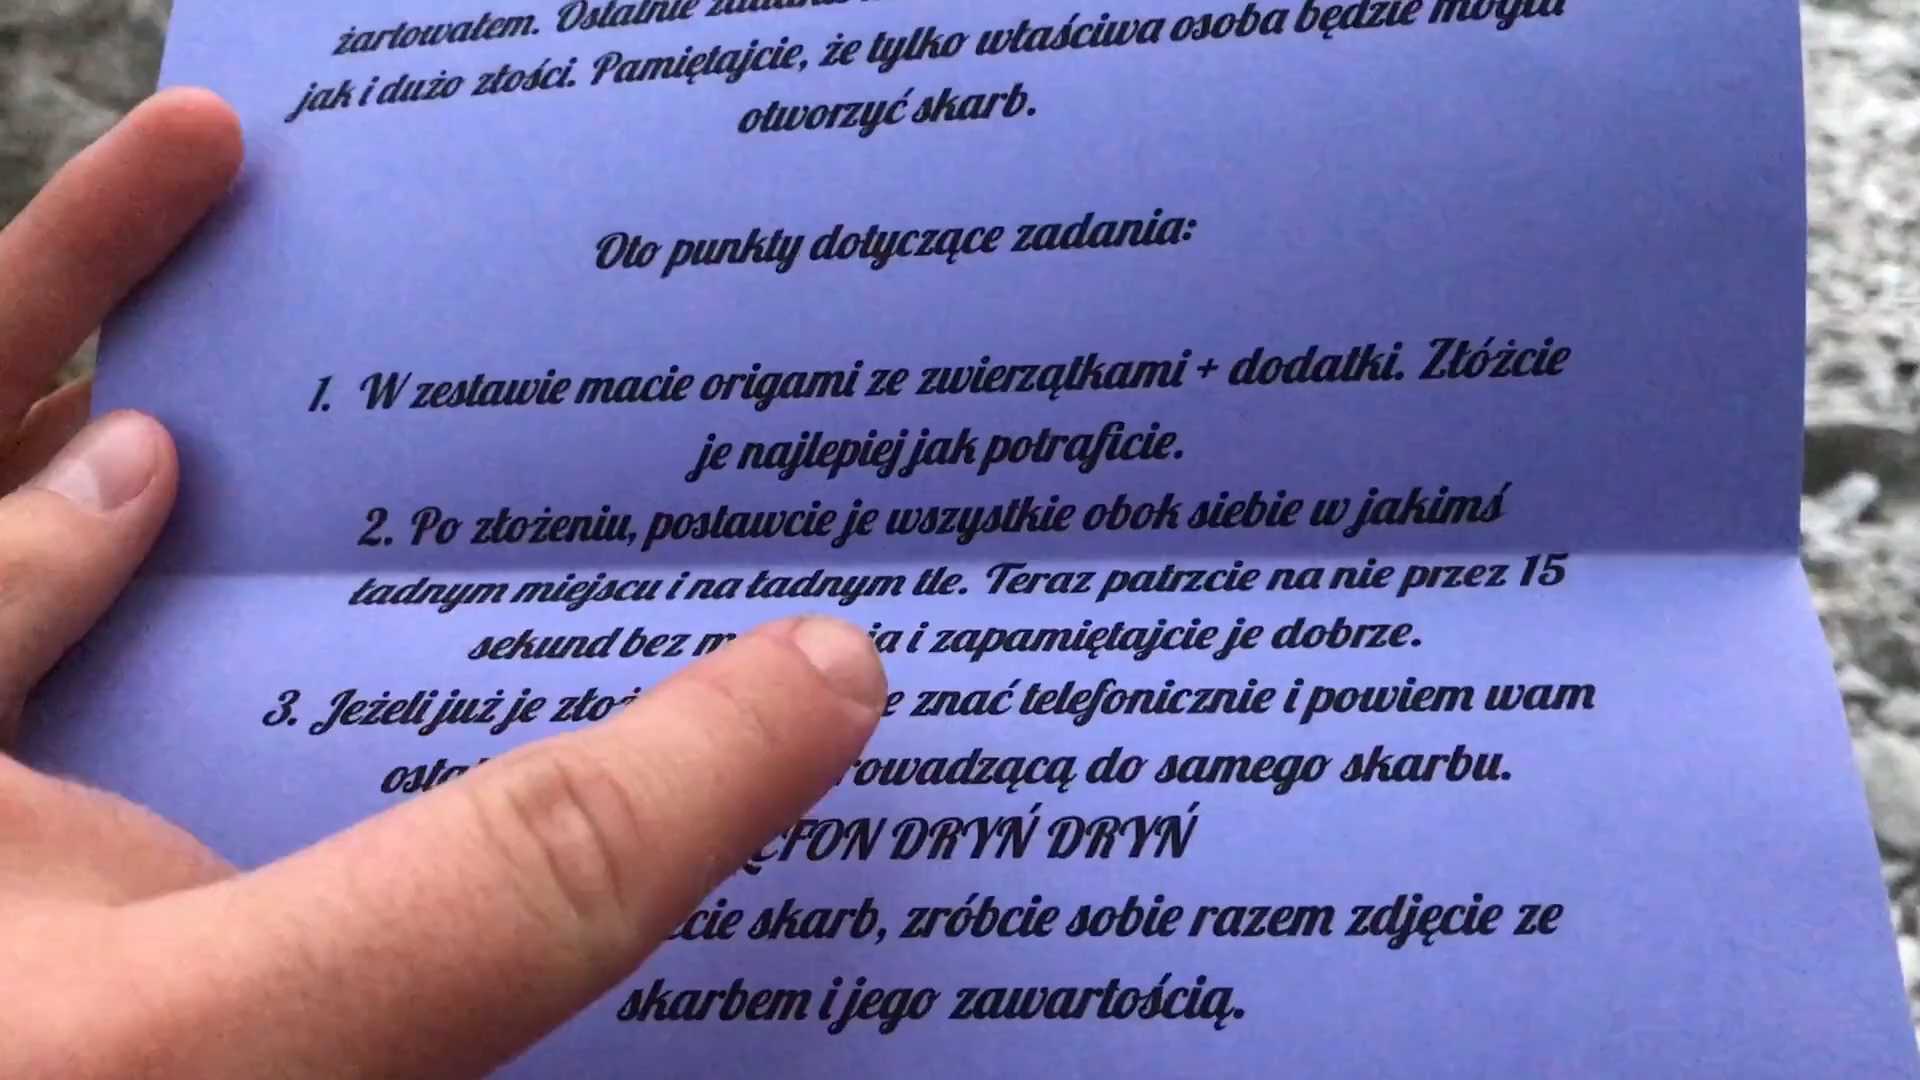 żartowałem. Ostatnie
jak i dużo złości. Pamiętajcie, że tylko właściwa osoba będzie mogła
otworzyć skarb.
Oto punkty dotyczące zadania:
1. W zestawie macie origami ze zwierzątkami + dodatki. Złóżcie
je najlepiej jak potraficie.
2. Po złożeniu, postawcie je wszystkie obok siebie w jakimś
ładnym miejscu i na ładnym tle. Teraz patrzcie na nie przez 15
sekund bez i zapamiętajcie je dobrze.
3. Jeżeli już je znać telefonicznie i powiem wam
do samego skarbu.
DRYŃ DRYŃ
skarb, zróbcie sobie razem zdjęcie ze
skarbem i jego zawartością.